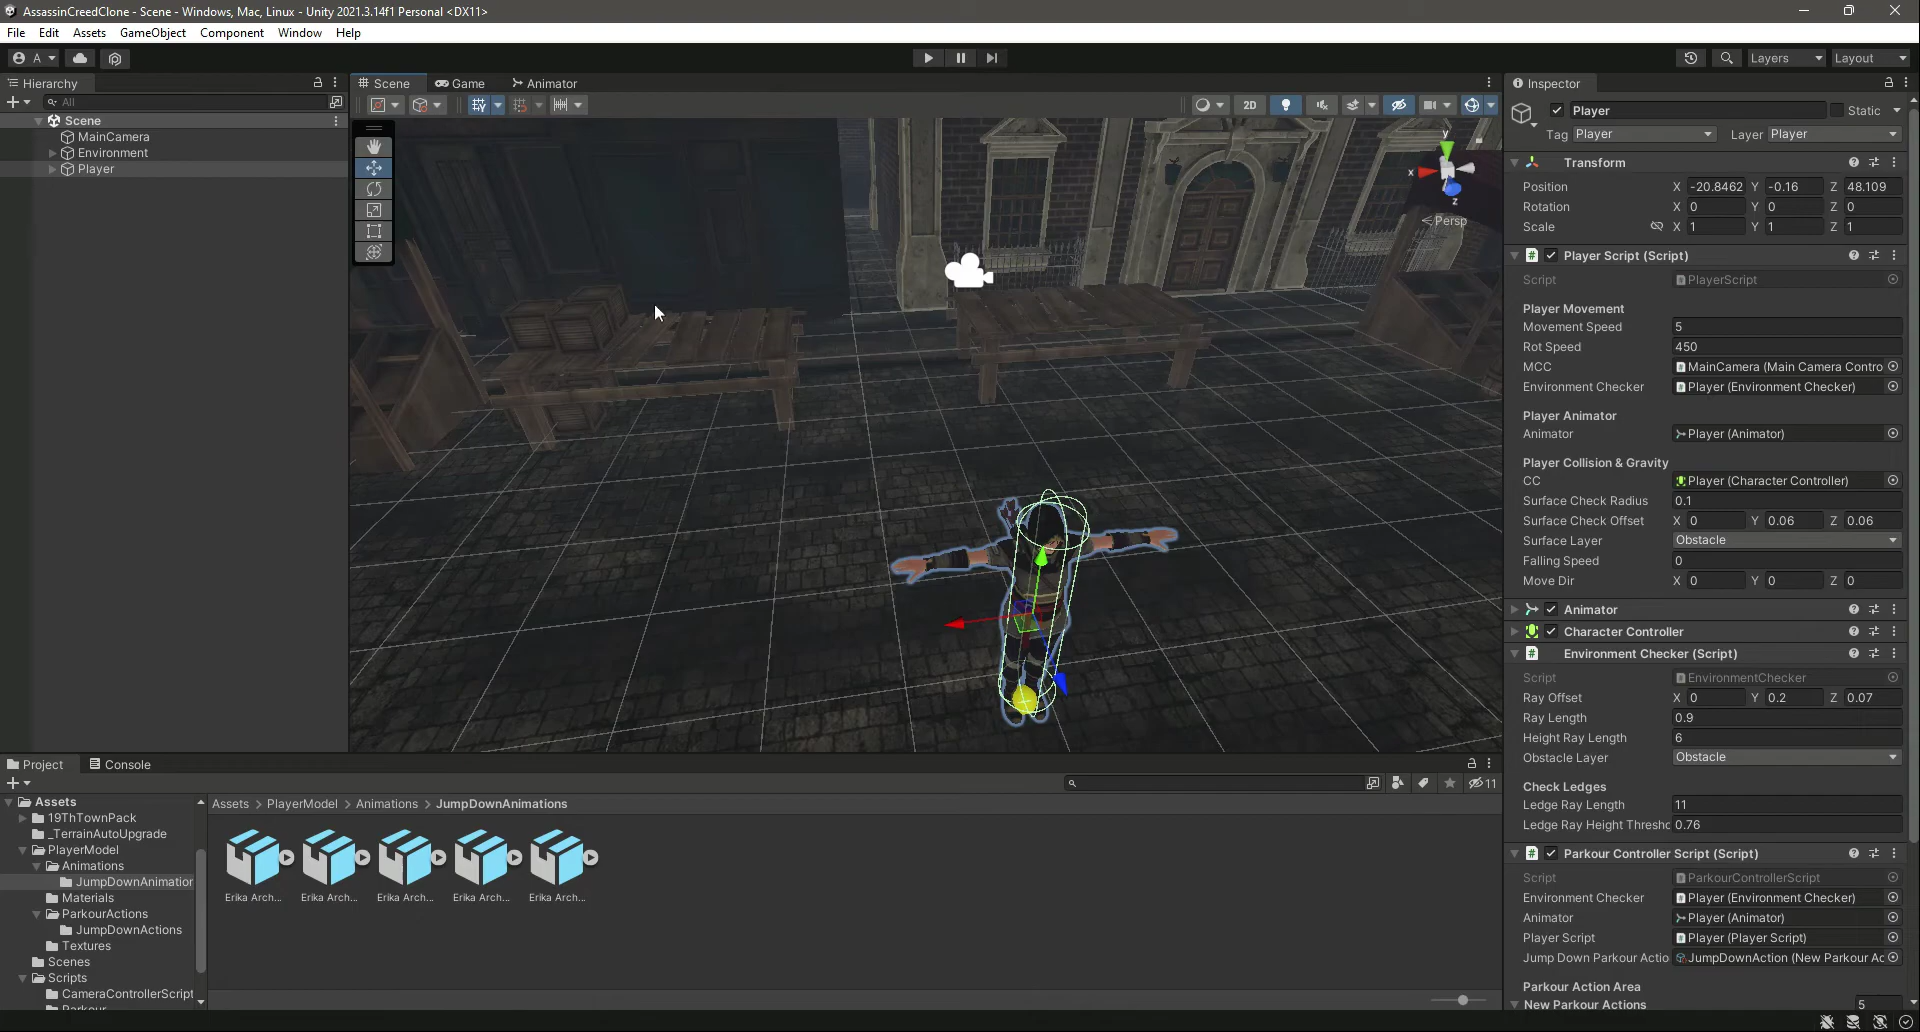 AssassinCreedClone - Scene - Windows, Mac, Linux - Unity 2021.3.14f1 Personal <DX11>
File Edit Assets GameObject Component Window Help
A Layers Layout
Hierarchy
All
Scene
MainCamera
Environment
Player
Scene Game Animator
2D
y
x
z
Persp
Inspector
Player Static
Tag Player Layer Player
Transform
Position X -20.8462 Y -0.16 Z 48.109
Rotation X 0 Y 0 Z 0
Scale X 1 Y 1 Z 1
# Player Script (Script)
Script PlayerScript
Player Movement
Movement Speed 5
Rot Speed 450
MCC MainCamera (Main Camera Contro
Environment Checker Player (Environment Checker)
Player Animator
Animator Player (Animator)
Player Collision & Gravity
CC Player (Character Controller)
Surface Check Radius 0.1
Surface Check Offset X 0 Y 0.06 Z 0.06
Surface Layer Obstacle
Falling Speed 0
Move Dir X 0 Y 0 Z 0
Animator
Character Controller
# Environment Checker (Script)
Script EnvironmentChecker
Ray Offset X 0 Y 0.2 Z 0.07
Ray Length 0.9
Height Ray Length 6
Obstacle Layer Obstacle
Check Ledges
Ledge Ray Length 11
Ledge Ray Height Thresho 0.76
# Parkour Controller Script (Script)
Script ParkourControllerScript
Environment Checker Player (Environment Checker)
Animator Player (Animator)
Player Script Player (Player Script)
Jump Down Parkour Actio JumpDownAction (New Parkour Ac
Parkour Action Area
New Parkour Actions 5
Project Console
11
Assets
19ThTownPack
_TerrainAutoUpgrade
PlayerModel
Animations
JumpDownAnimation
Materials
ParkourActions
JumpDownActions
Textures
Scenes
Scripts
CameraControllerScript
Parkour
Assets > PlayerModel > Animations > JumpDownAnimations
Erika Arch... Erika Arch... Erika Arch... Erika Arch... Erika Arch...